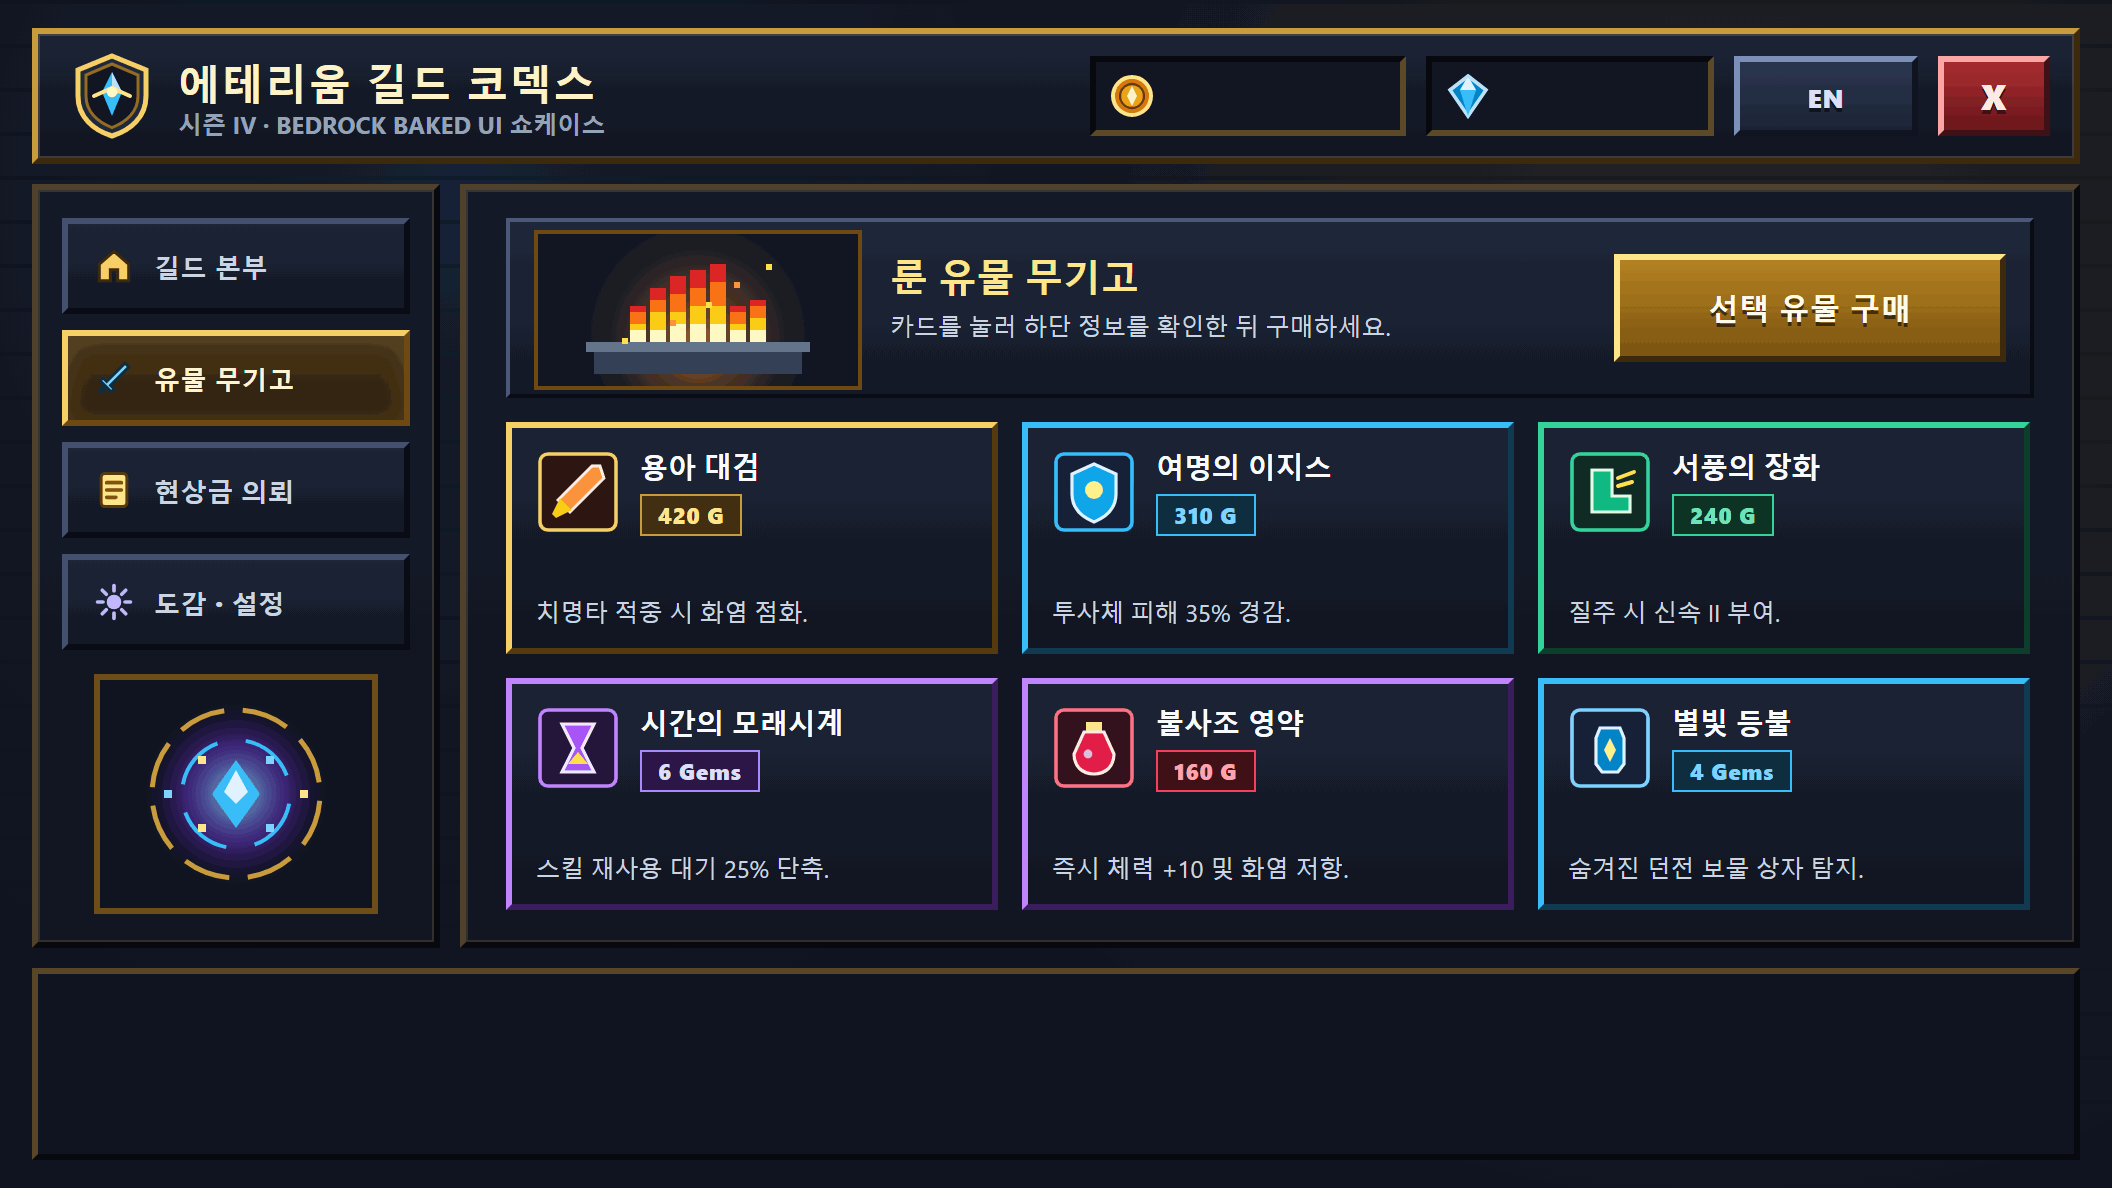 에테리움 길드 코덱스
시즌 IV · BEDROCK BAKED UI 쇼케이스
EN
X
길드 본부
유물 무기고
현상금 의뢰
도감 · 설정
룬 유물 무기고
카드를 눌러 하단 정보를 확인한 뒤 구매하세요.
선택 유물 구매
용아 대검
420 G
치명타 적중 시 화염 점화.
여명의 이지스
310 G
투사체 피해 35% 경감.
서풍의 장화
240 G
질주 시 신속 II 부여.
시간의 모래시계
6 Gems
스킬 재사용 대기 25% 단축.
불사조 영약
160 G
즉시 체력 +10 및 화염 저항.
별빛 등불
4 Gems
숨겨진 던전 보물 상자 탐지.